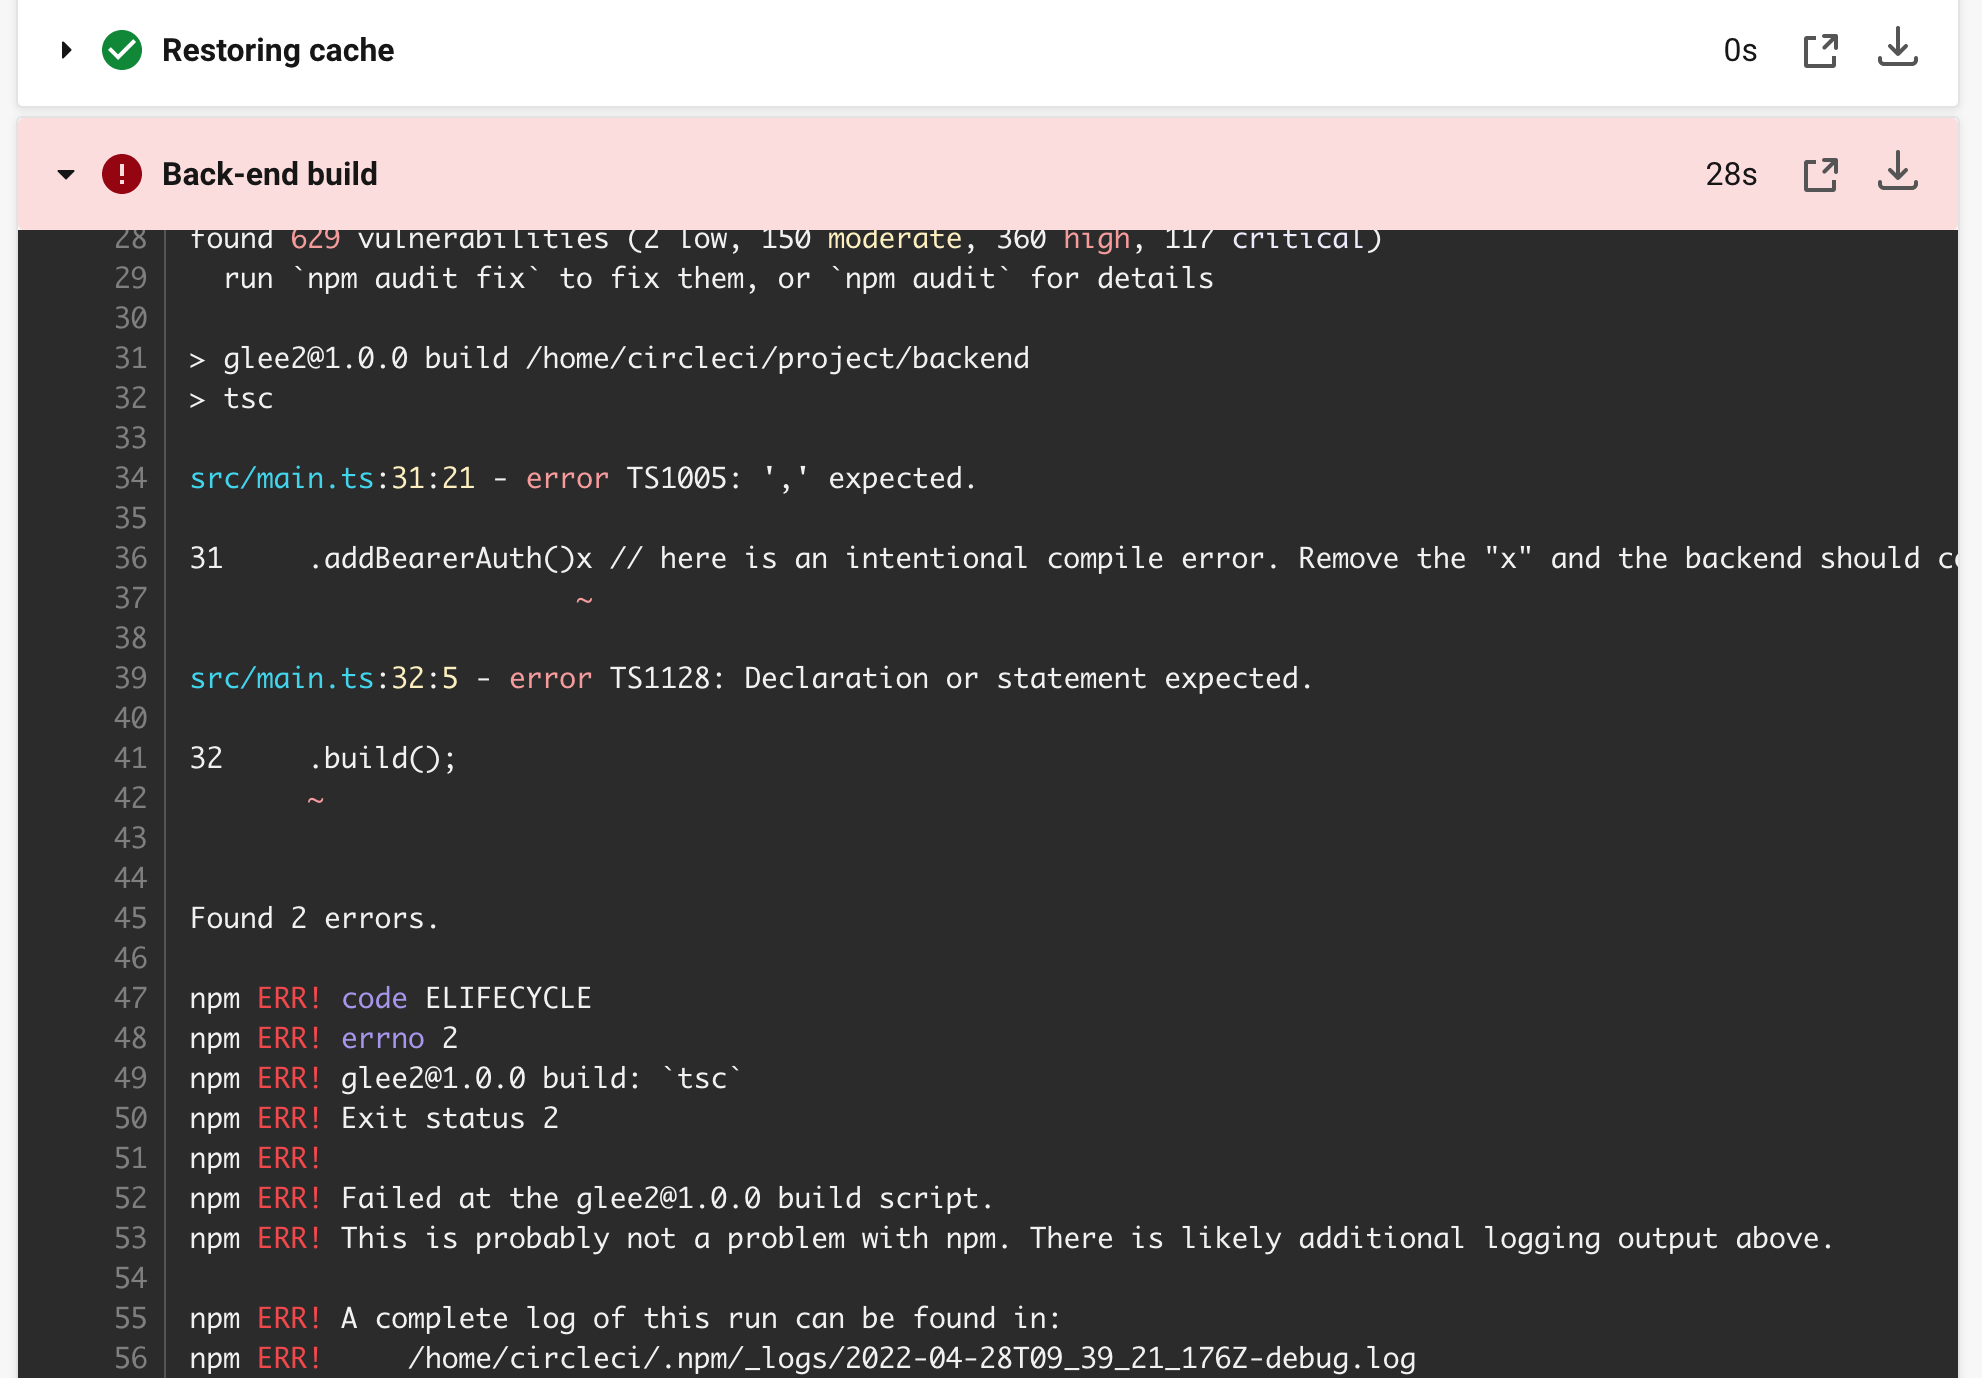 Restoring cache 0s
Back-end build 28s
28 found 629 vulnerabilities (2 low, 150 moderate, 360 high, 117 critical)
29 run `npm audit fix` to fix them, or `npm audit` for details
30
31 > glee2@1.0.0 build /home/circleci/project/backend
32 > tsc
33
34 src/main.ts:31:21 - error TS1005: ',' expected.
35
36 31 .addBearerAuth()x // here is an intentional compile error. Remove the "x" and the backend should
37 ~
38
39 src/main.ts:32:5 - error TS1128: Declaration or statement expected.
40
41 32 .build();
42 ~
43
44
45 Found 2 errors.
46
47 npm ERR! code ELIFECYCLE
48 npm ERR! errno 2
49 npm ERR! glee2@1.0.0 build: `tsc`
50 npm ERR! Exit status 2
51 npm ERR!
52 npm ERR! Failed at the glee2@1.0.0 build script.
53 npm ERR! This is probably not a problem with npm. There is likely additional logging output above.
54
55 npm ERR! A complete log of this run can be found in:
56 npm ERR! /home/circleci/.npm/_logs/2022-04-28T09_39_21_176Z-debug.log